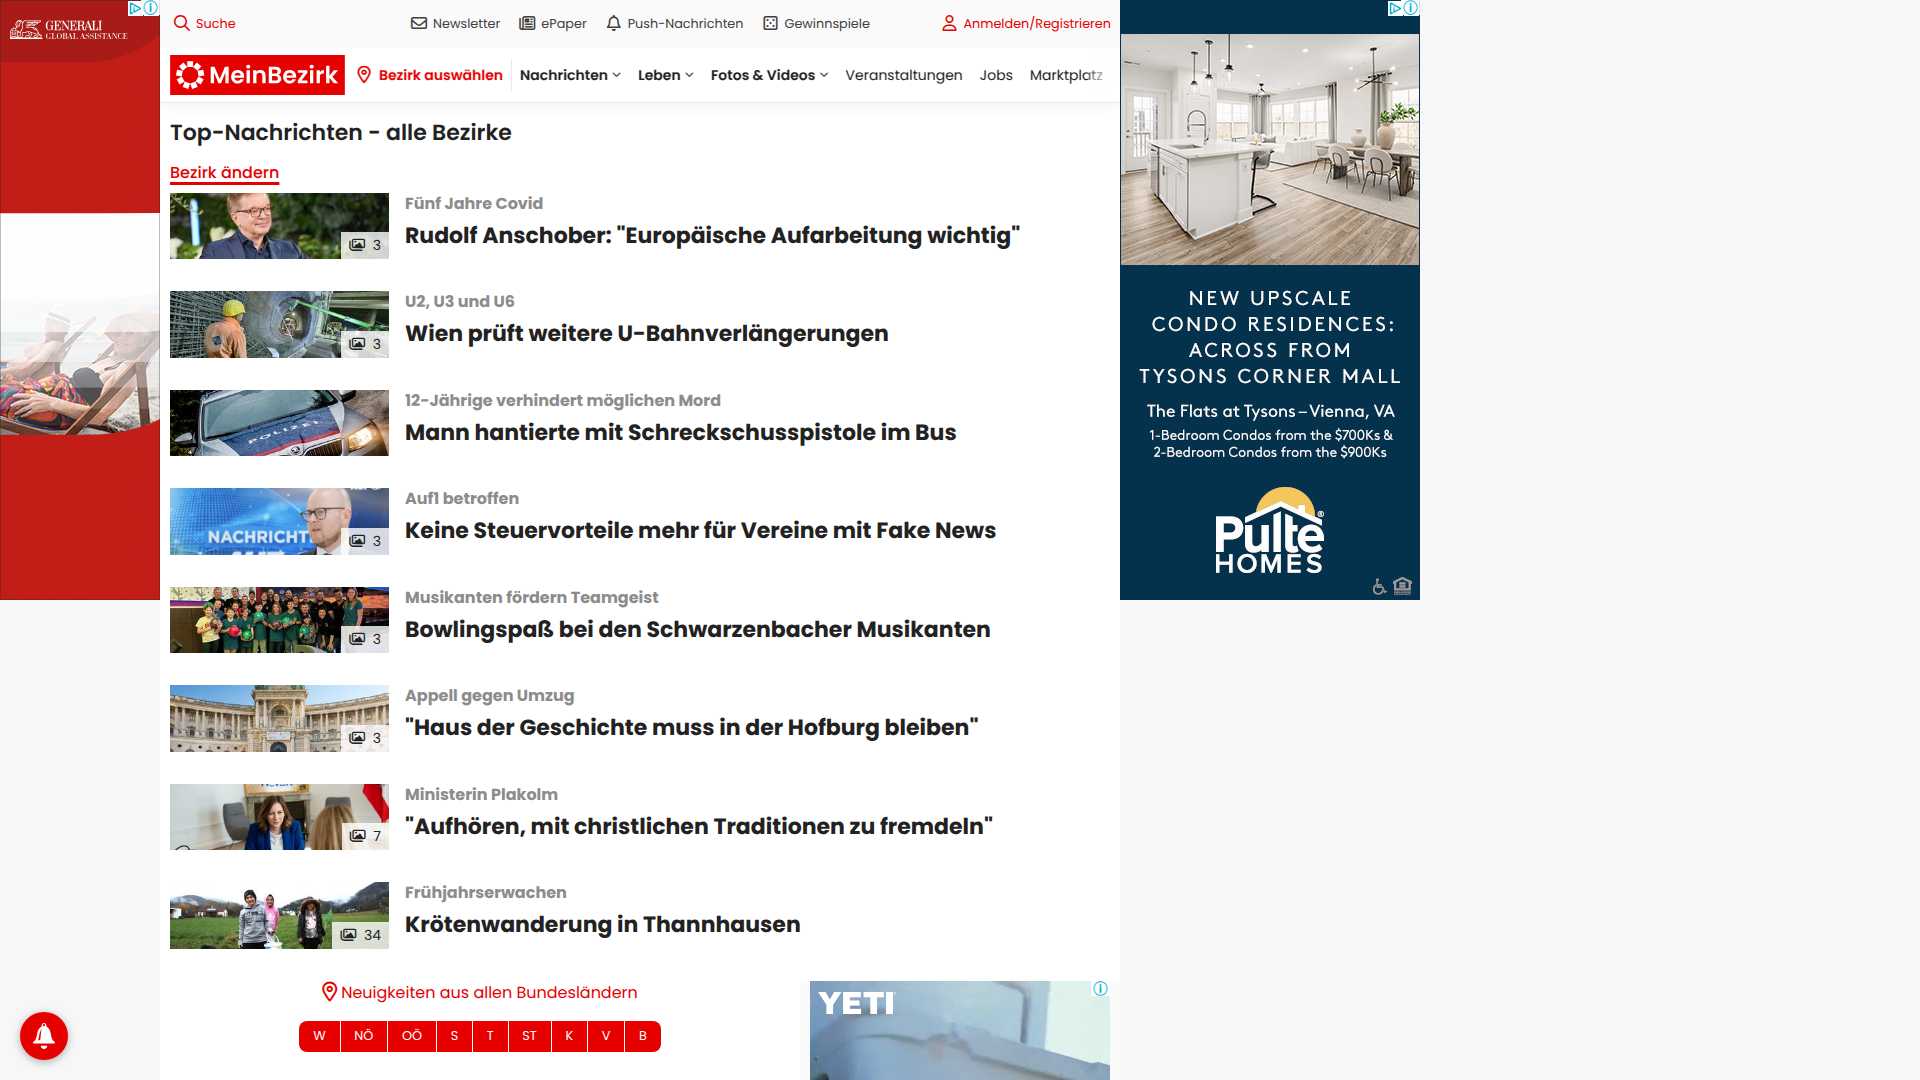 GENERALI
GLOBAL ASSISTANCE
Suche
Newsletter
ePaper
Push-Nachrichten
Gewinnspiele
Anmelden/Registrieren
MeinBezirk
Bezirk auswählen
Nachrichten
Leben
Fotos & Videos
Veranstaltungen
Jobs
Marktplatz
Top-Nachrichten - alle Bezirke
Bezirk ändern
3
Fünf Jahre Covid
Rudolf Anschober: "Europäische Aufarbeitung wichtig"
3
U2, U3 und U6
Wien prüft weitere U-Bahnverlängerungen
POLIZEI
12-Jährige verhindert möglichen Mord
Mann hantierte mit Schreckschusspistole im Bus
NACHRICHT
3
Auf1 betroffen
Keine Steuervorteile mehr für Vereine mit Fake News
3
Musikanten fördern Teamgeist
Bowlingspaß bei den Schwarzenbacher Musikanten
3
Appell gegen Umzug
"Haus der Geschichte muss in der Hofburg bleiben"
7
Ministerin Plakolm
"Aufhören, mit christlichen Traditionen zu fremdeln"
34
Frühjahrserwachen
Krötenwanderung in Thannhausen
Neuigkeiten aus allen Bundesländern
W NÖ OÖ S T ST K V B
YETI
NEW UPSCALE
CONDO RESIDENCES:
ACROSS FROM
TYSONS CORNER MALL
The Flats at Tysons – Vienna, VA
1-Bedroom Condos from the $700Ks &
2-Bedroom Condos from the $900Ks
Pulte®
HOMES